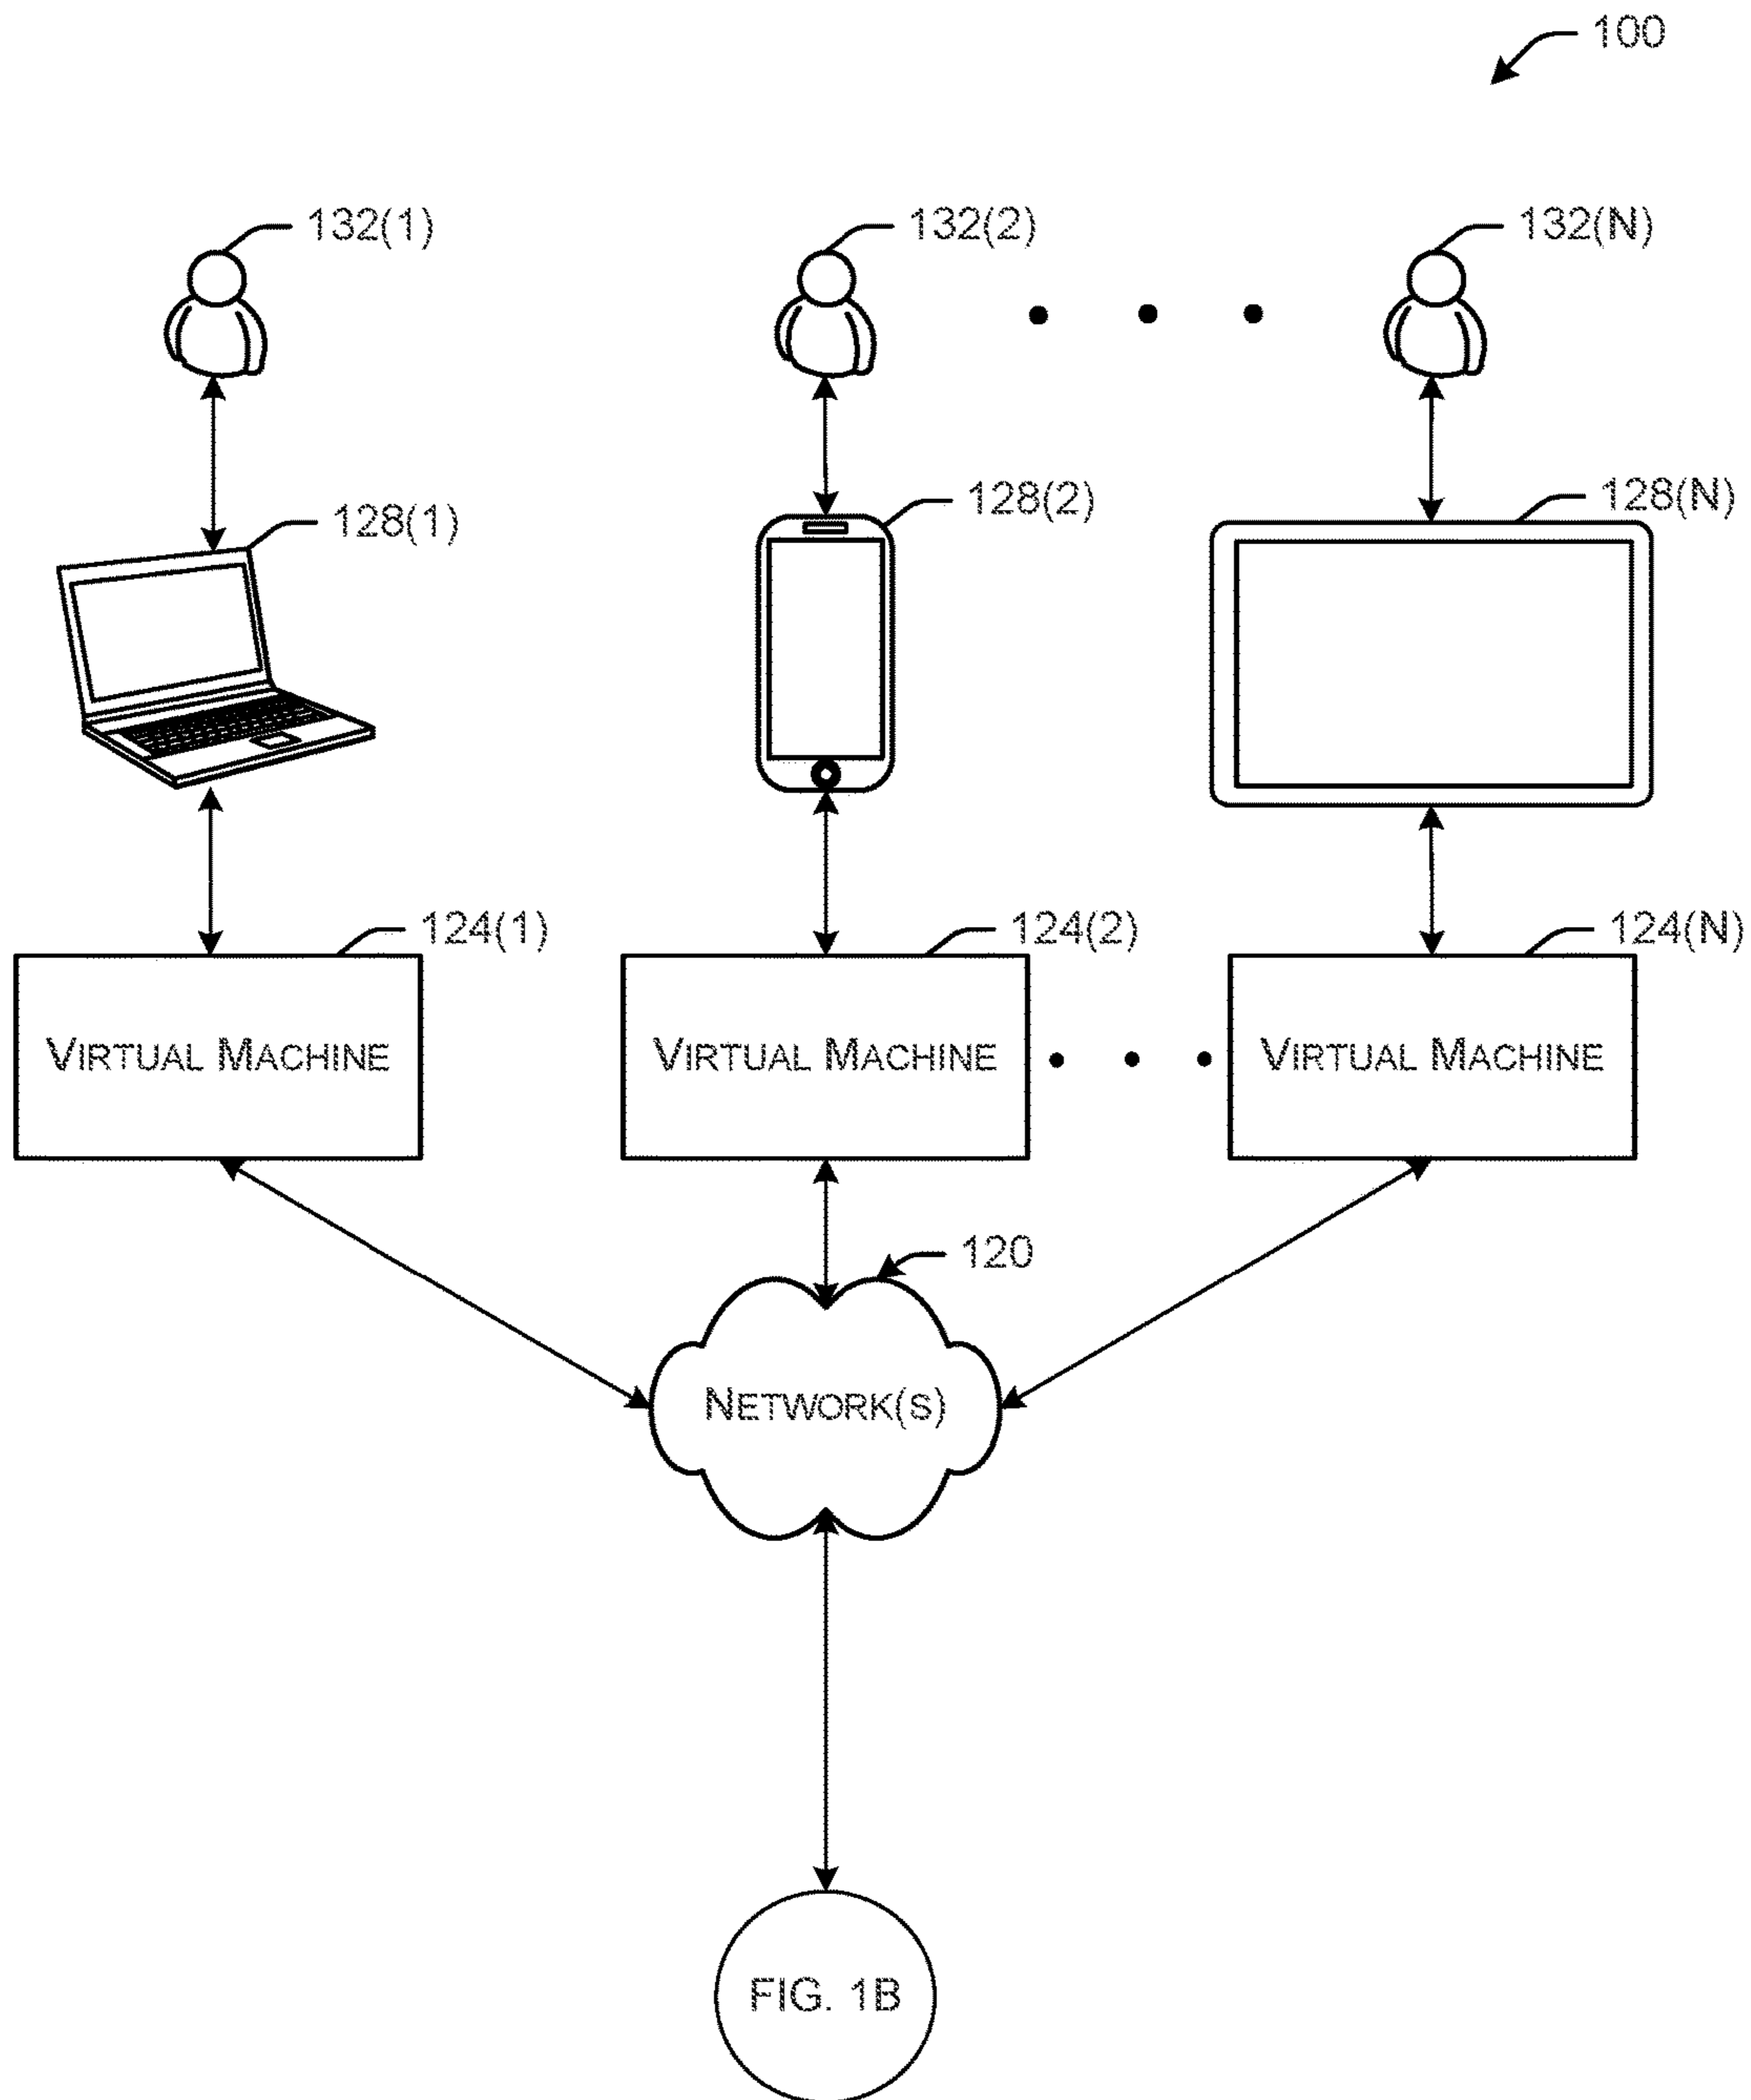 100
132(1)
132(2)
132(N)
128(1)
128(2)
128(N)
124(1)
124(2)
124(N)
VIRTUAL MACHINE
VIRTUAL MACHINE
VIRTUAL MACHINE
120
NETWORK(S)
FIG. 1B